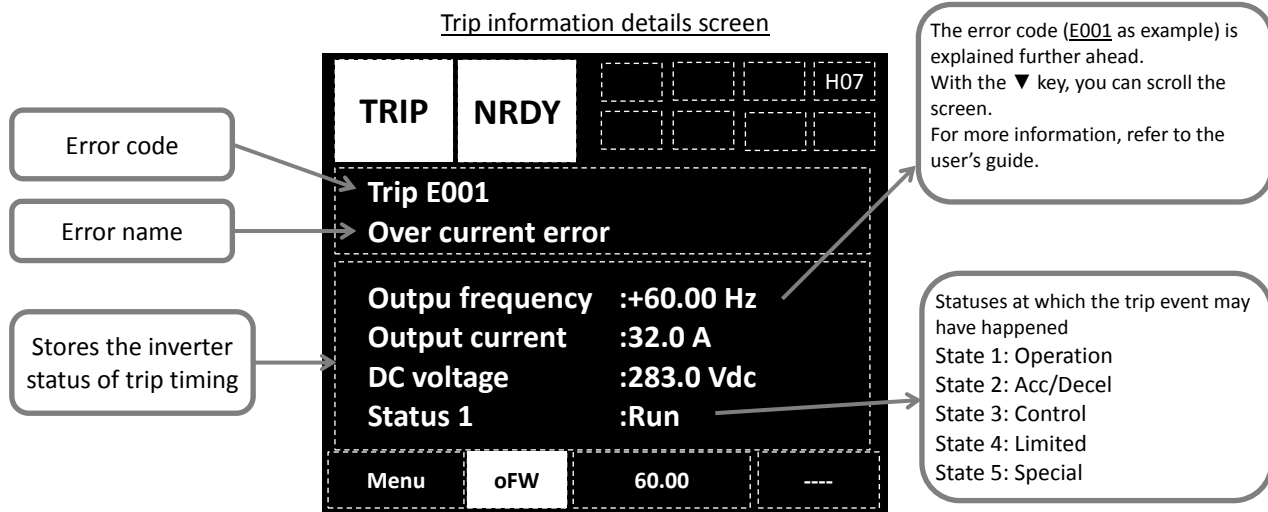 Trip information details screen
TRIP
NRDY
H07
Error code
Error name
Stores the inverter
status of trip timing
Trip E001
Over current error
Outpu frequency :+60.00 Hz
Output current :32.0 A
DC voltage :283.0 Vdc
Status 1 :Run
Menu
oFW
60.00
----
The error code (E001 as example) is
explained further ahead.
With the ▼ key, you can scroll the
screen.
For more information, refer to the
user’s guide.
Statuses at which the trip event may
have happened
State 1: Operation
State 2: Acc/Decel
State 3: Control
State 4: Limited
State 5: Special